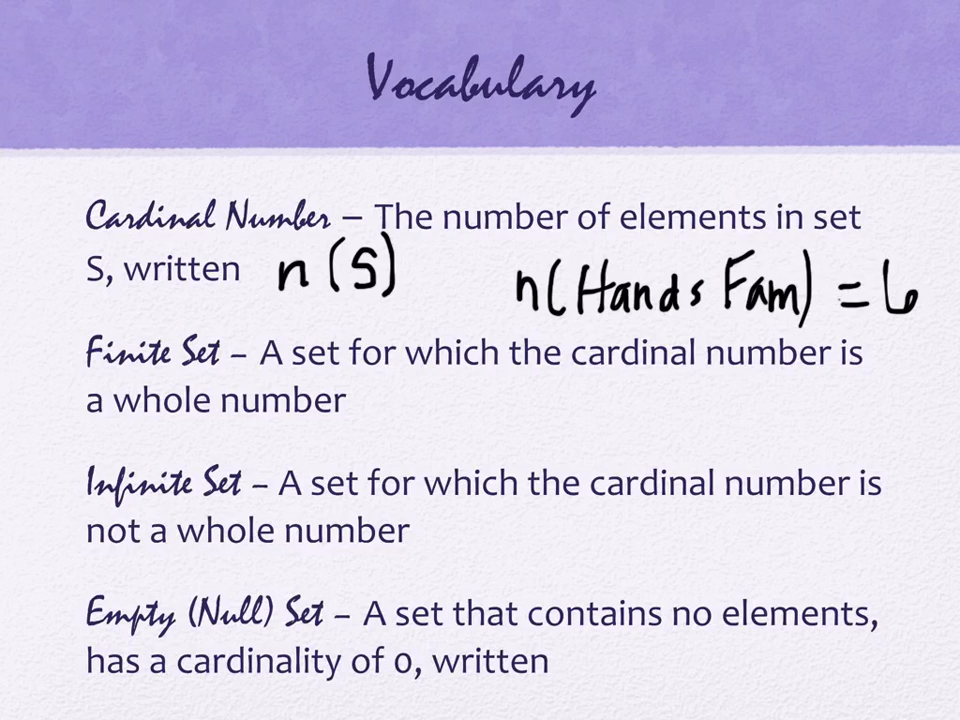 Vocabulary
Cardinal Number – The number of elements in set
S, written n(S) n(Hands Fam) = 6
Finite Set – A set for which the cardinal number is
a whole number
Infinite Set – A set for which the cardinal number is
not a whole number
Empty (Null) Set – A set that contains no elements,
has a cardinality of 0, written